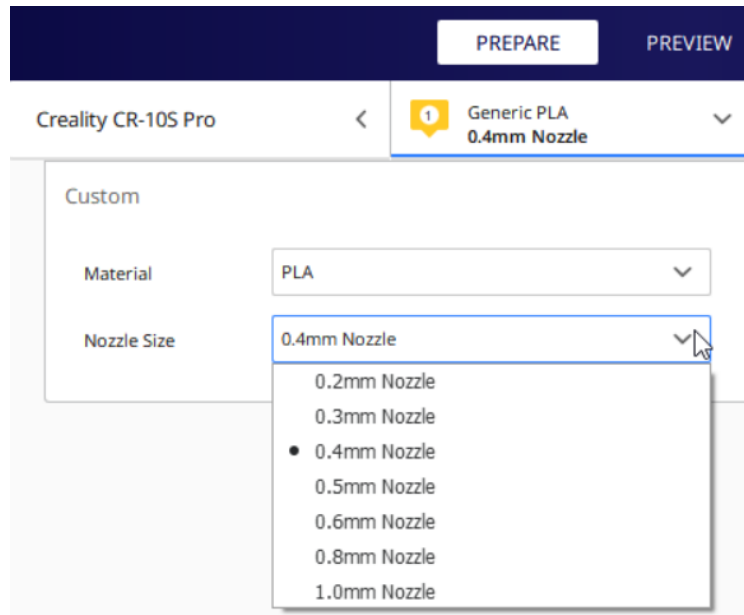 PREPARE PREVIEW
Creality CR-10S Pro
1
Generic PLA
0.4mm Nozzle
Custom
Material PLA
Nozzle Size 0.4mm Nozzle
0.2mm Nozzle
0.3mm Nozzle
0.4mm Nozzle
0.5mm Nozzle
0.6mm Nozzle
0.8mm Nozzle
1.0mm Nozzle